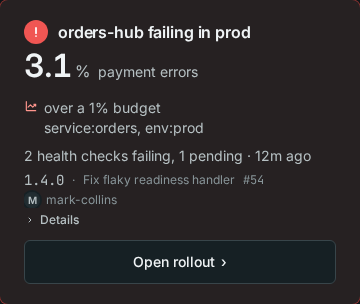 ! orders-hub failing in prod
3.1 % payment errors
over a 1% budget
service:orders, env:prod
2 health checks failing, 1 pending · 12m ago
1.4.0 · Fix flaky readiness handler #54
M mark-collins
› Details
Open rollout ›